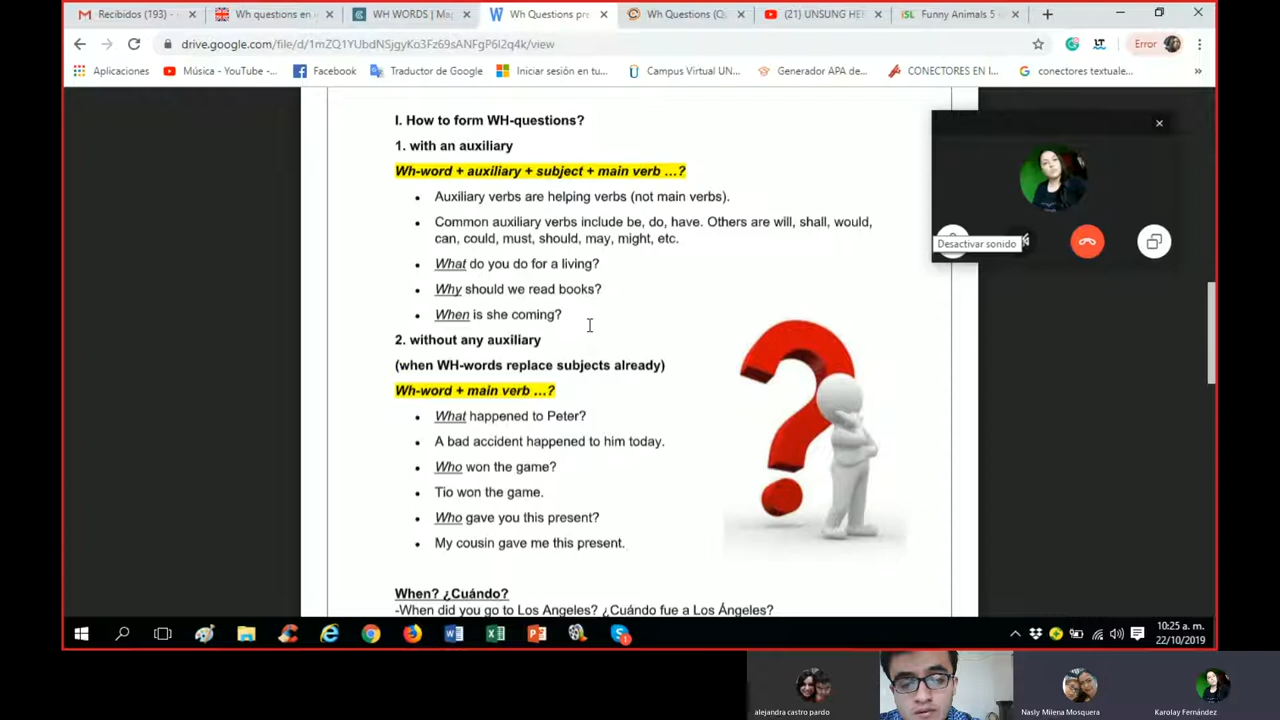 Recibidos (193) -
Wh questions en
WH WORDS | Ma
Wh Questions pre
Wh Questions (Q
(21) UNSUNG HE
Funny Animals 5
drive.google.com/file/d/1mZQ1YUbdNSjgyKo3Fz69sANFgP6I2q4k/view
Error
Aplicaciones
Música - YouTube -...
Facebook
Traductor de Google
Iniciar sesión en tu...
Campus Virtual UN...
Generador APA de...
CONECTORES EN I...
conectores textuale...
»
I. How to form WH-questions?
1. with an auxiliary
Wh-word + auxiliary + subject + main verb ...?
• Auxiliary verbs are helping verbs (not main verbs).
• Common auxiliary verbs include be, do, have. Others are will, shall, would,
can, could, must, should, may, might, etc.
• What do you do for a living?
• Why should we read books?
• When is she coming?
2. without any auxiliary
(when WH-words replace subjects already)
Wh-word + main verb ...?
• What happened to Peter?
• A bad accident happened to him today.
• Who won the game?
• Tio won the game.
• Who gave you this present?
• My cousin gave me this present.
When? ¿Cuándo?
-When did you go to Los Angeles? ¿Cuándo fue a Los Ángeles?
Desactivar sonido
10:25 a. m.
22/10/2019
alejandra castro pardo
Nasly Milena Mosquera
Karolay Fernández